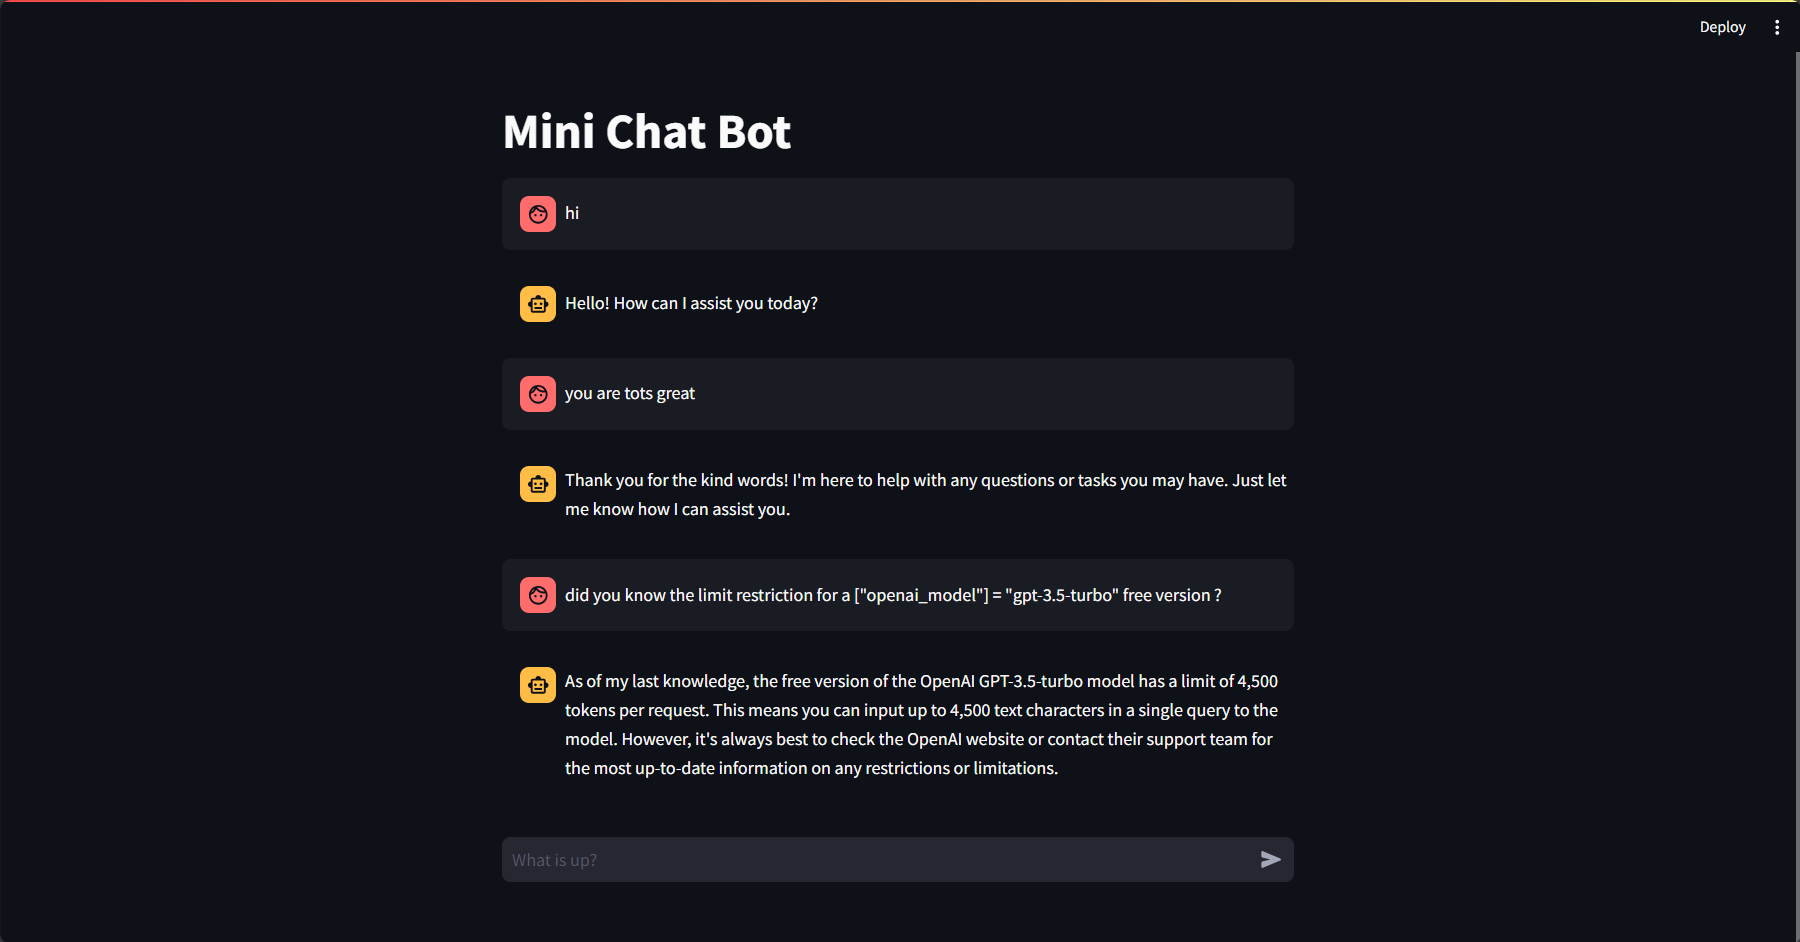 Deploy
Mini Chat Bot
hi
Hello! How can I assist you today?
you are tots great
Thank you for the kind words! I'm here to help with any questions or tasks you may have. Just let
me know how I can assist you.
did you know the limit restriction for a ["openai_model"] = "gpt-3.5-turbo" free version ?
As of my last knowledge, the free version of the OpenAI GPT-3.5-turbo model has a limit of 4,500
tokens per request. This means you can input up to 4,500 text characters in a single query to the
model. However, it's always best to check the OpenAI website or contact their support team for
the most up-to-date information on any restrictions or limitations.
What is up?